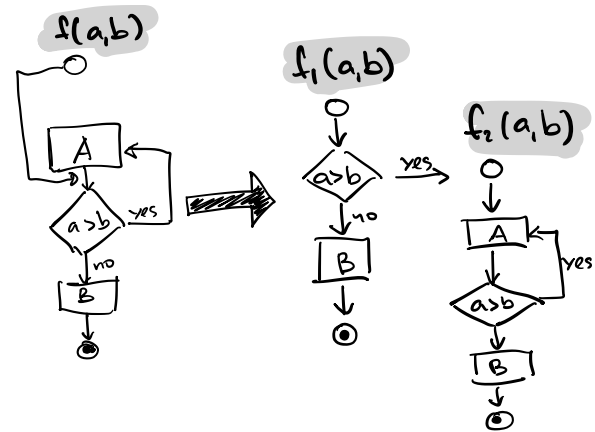 f(a,b)
A
a>b
yes
no
B
f₁(a,b)
a>b
yes
no
B
f₂(a,b)
A
a>b
yes
B